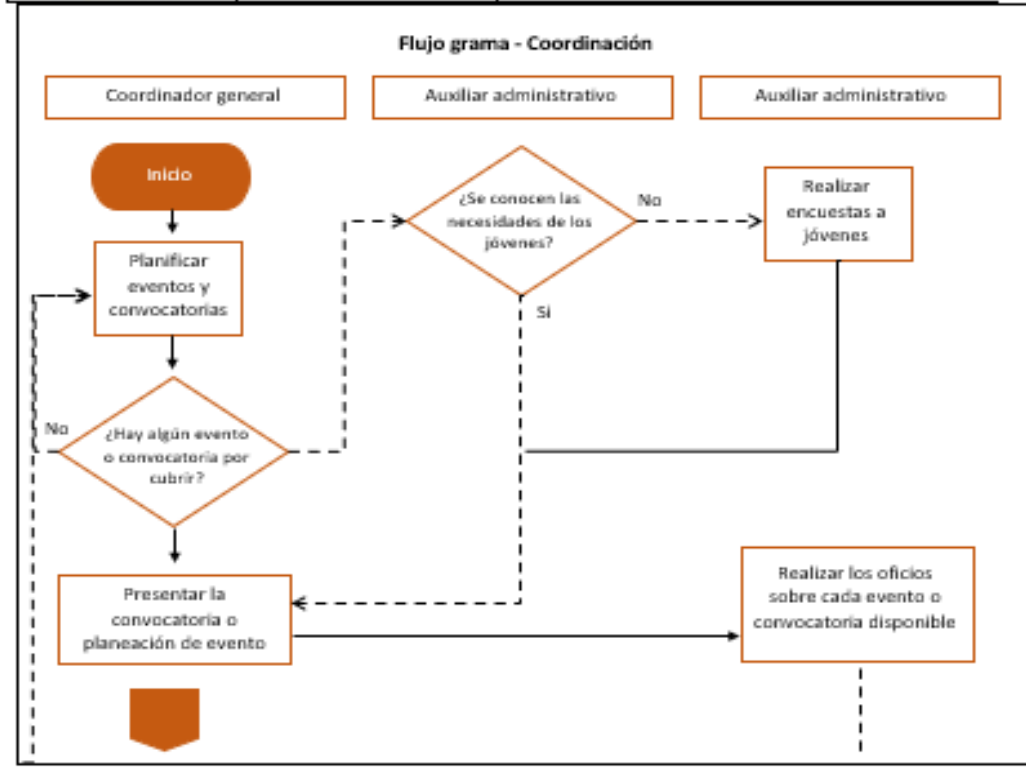 Flujo grama - Coordinación
Coordinador general
Auxiliar administrativo
Auxiliar administrativo
Inicio
Planificar
eventos y
convocatorias
No
¿Hay algún evento
o convocatoria por
cubrir?
Presentar la
convocatoria o
planeación de evento
¿Se conocen las
necesidades de los
jóvenes?
No
Si
Realizar
encuestas a
jóvenes
Realizar los oficios
sobre cada evento o
convocatoria disponible